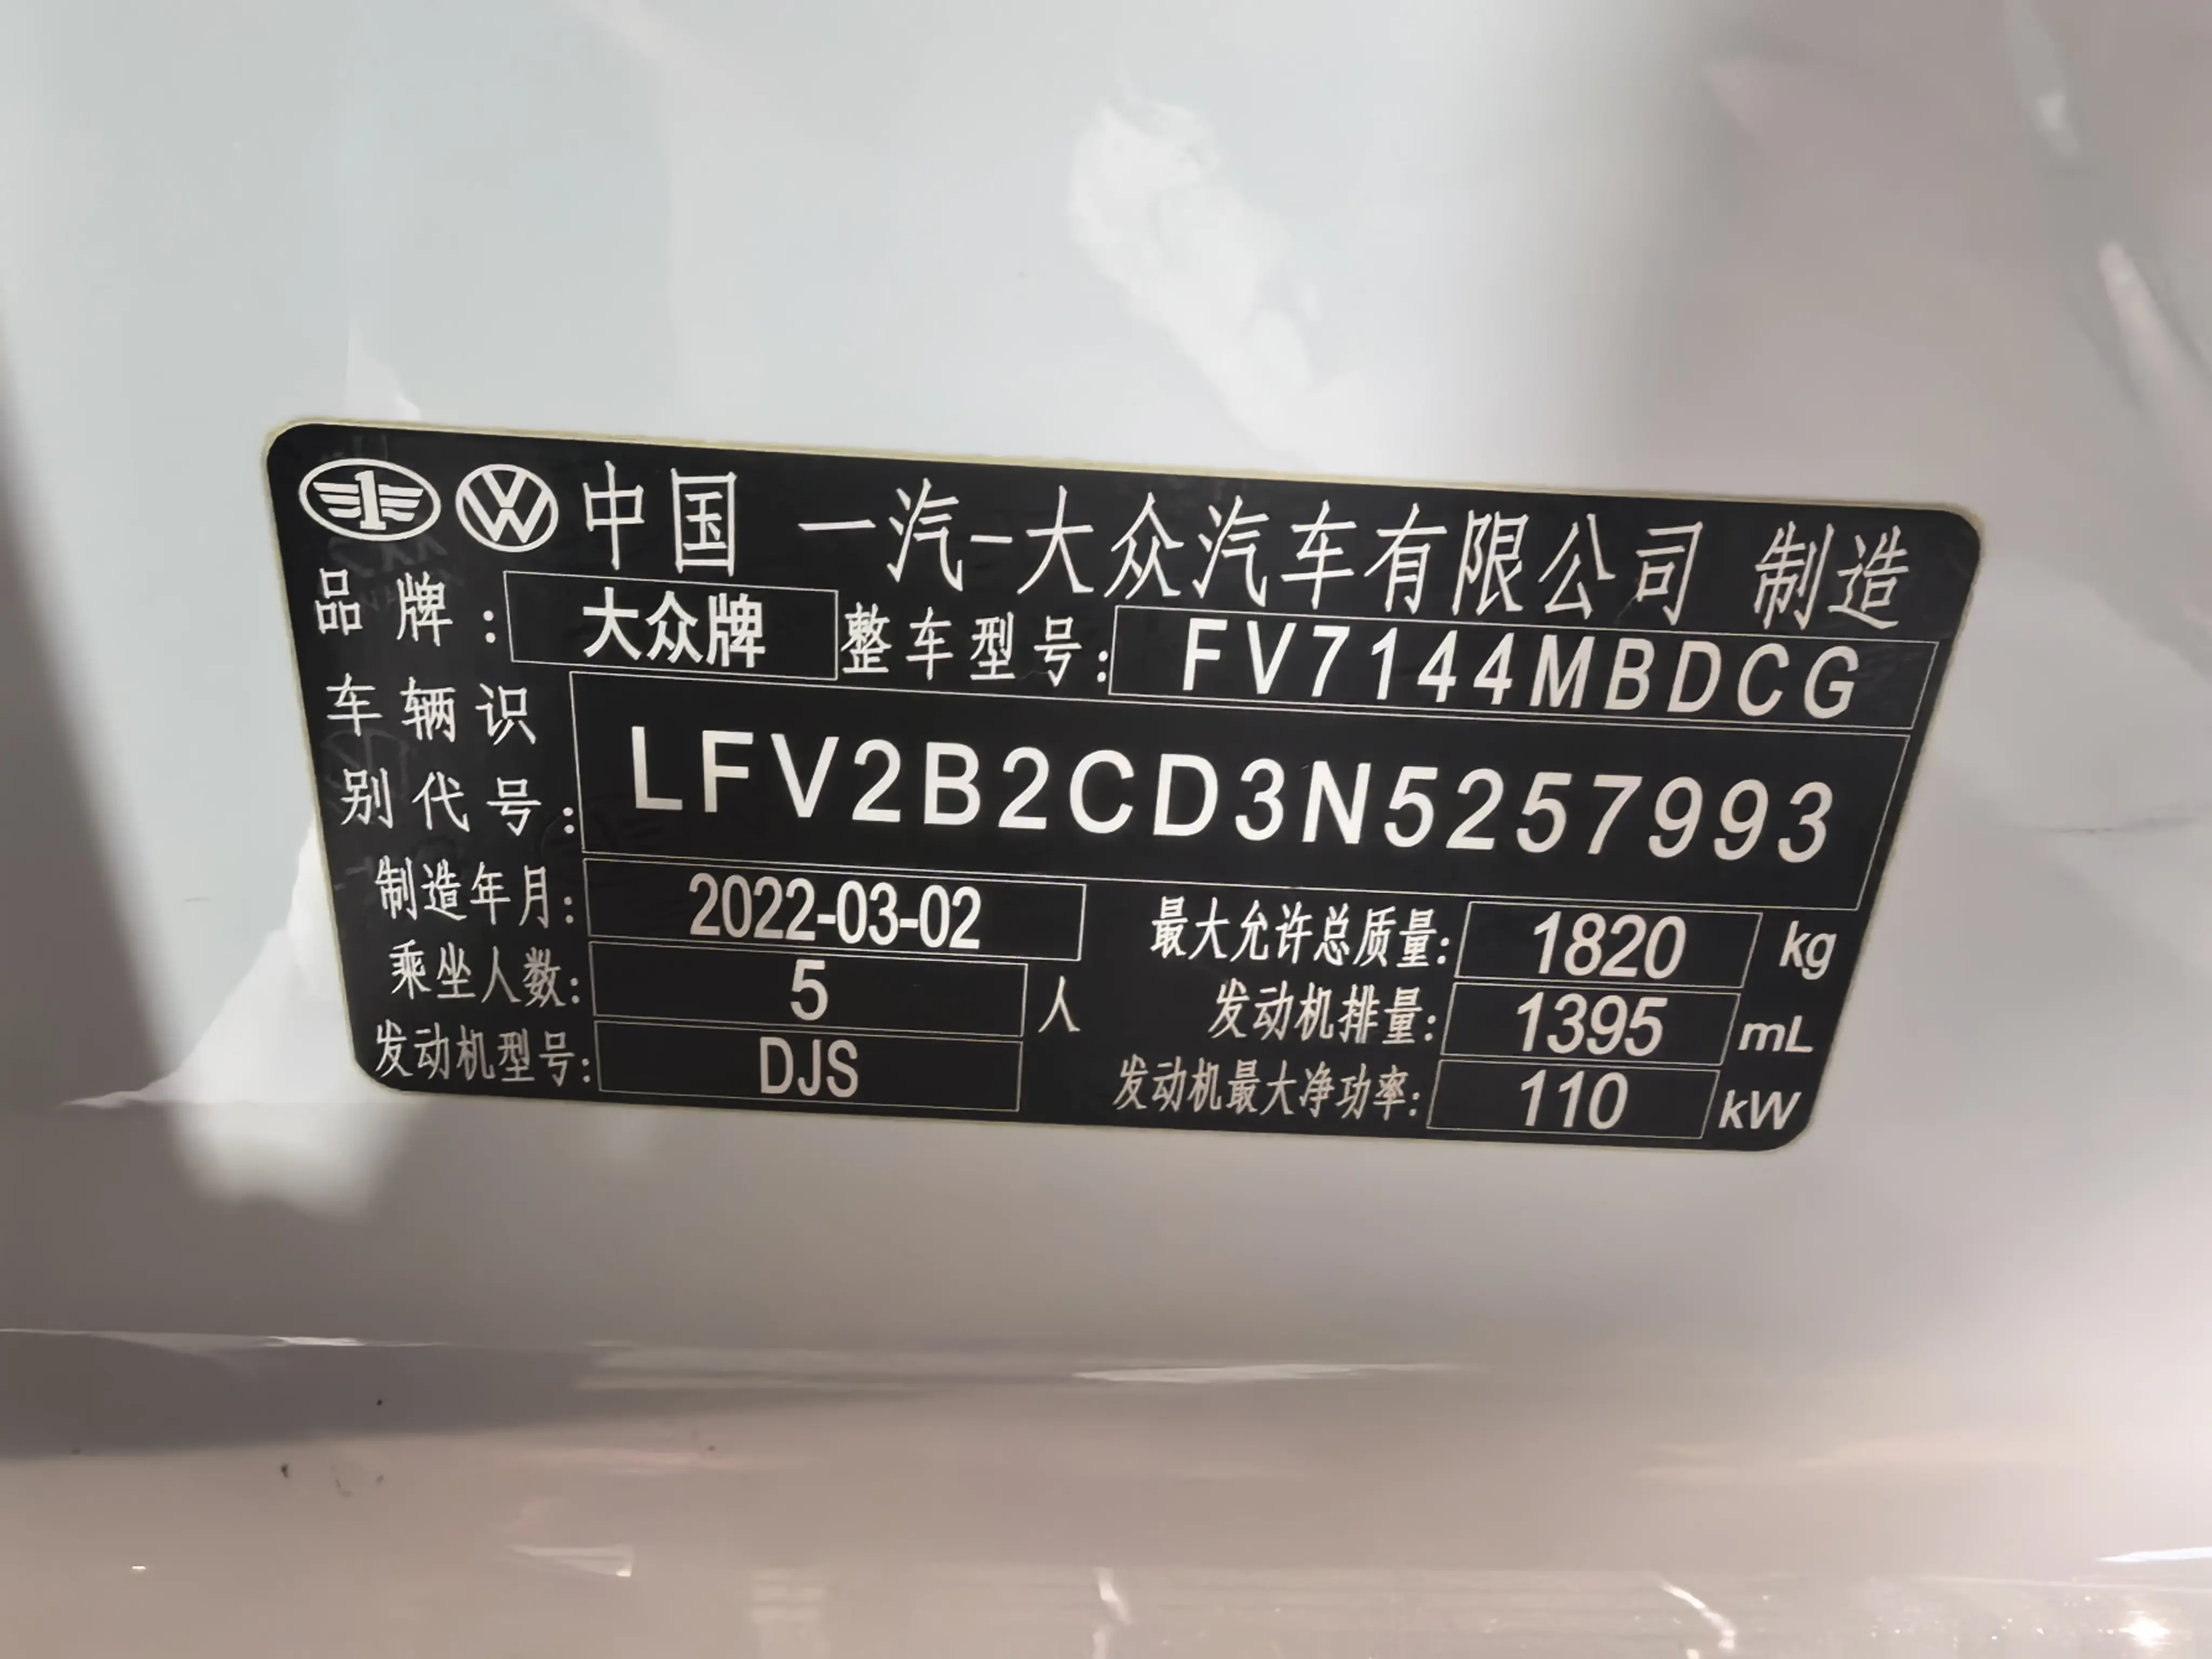 中国 一汽-大众汽车有限公司 制造
品牌: 大众牌 整车型号: FV7144MBDCG
车辆识别代号: LFV2B2CD3N5257993
制造年月: 2022-03-02 最大允许总质量: 1820 kg
乘坐人数: 5 人 发动机排量: 1395 mL
发动机型号: DJS 发动机最大净功率: 110 kW